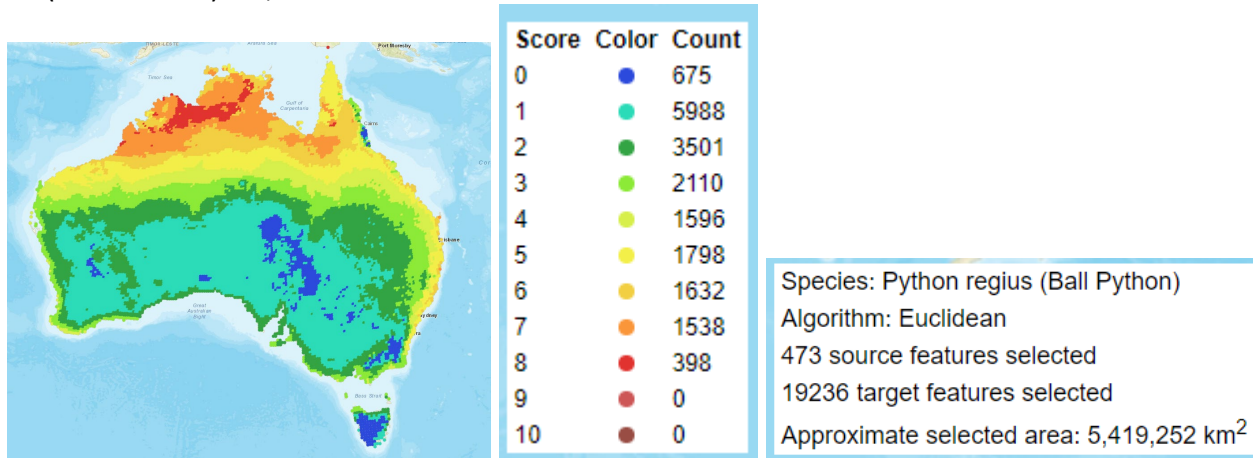 Port Moresby
Timor Sea
Gulf of
Carpentaria
Cairns
Brisbane
Great
Australian
Bight
Sydney
Bass Strait
Score Color Count
0 675
1 5988
2 3501
3 2110
4 1596
5 1798
6 1632
7 1538
8 398
9 0
10 0
Species: Python regius (Ball Python)
Algorithm: Euclidean
473 source features selected
19236 target features selected
Approximate selected area: 5,419,252 km²